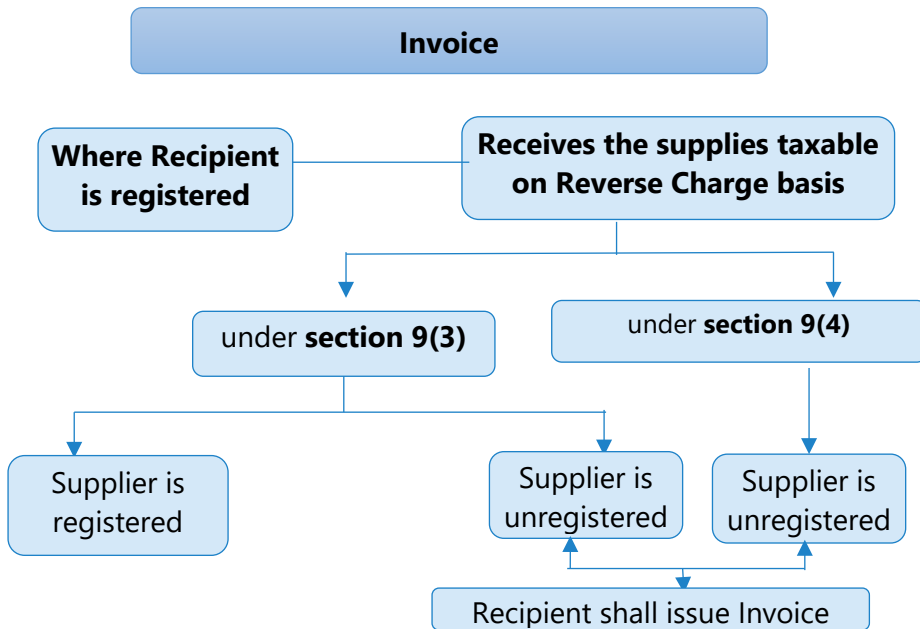 Invoice
Where Recipient
is registered
Receives the supplies taxable
on Reverse Charge basis
under section 9(3)
under section 9(4)
Supplier is
registered
Supplier is
unregistered
Supplier is
unregistered
Recipient shall issue Invoice